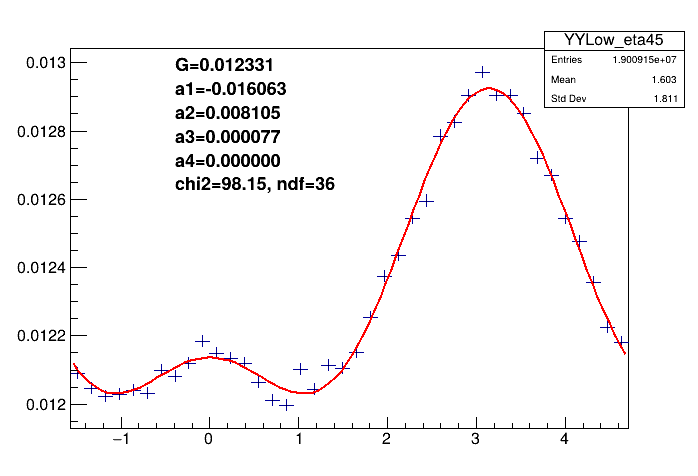 YYLow_eta45
Entries 1.900915e+07
Mean 1.603
Std Dev 1.811
G=0.012331
a1=-0.016063
a2=0.008105
a3=0.000077
a4=0.000000
chi2=98.15, ndf=36
0.013
0.0128
0.0126
0.0124
0.0122
0.012
−1 0 1 2 3 4